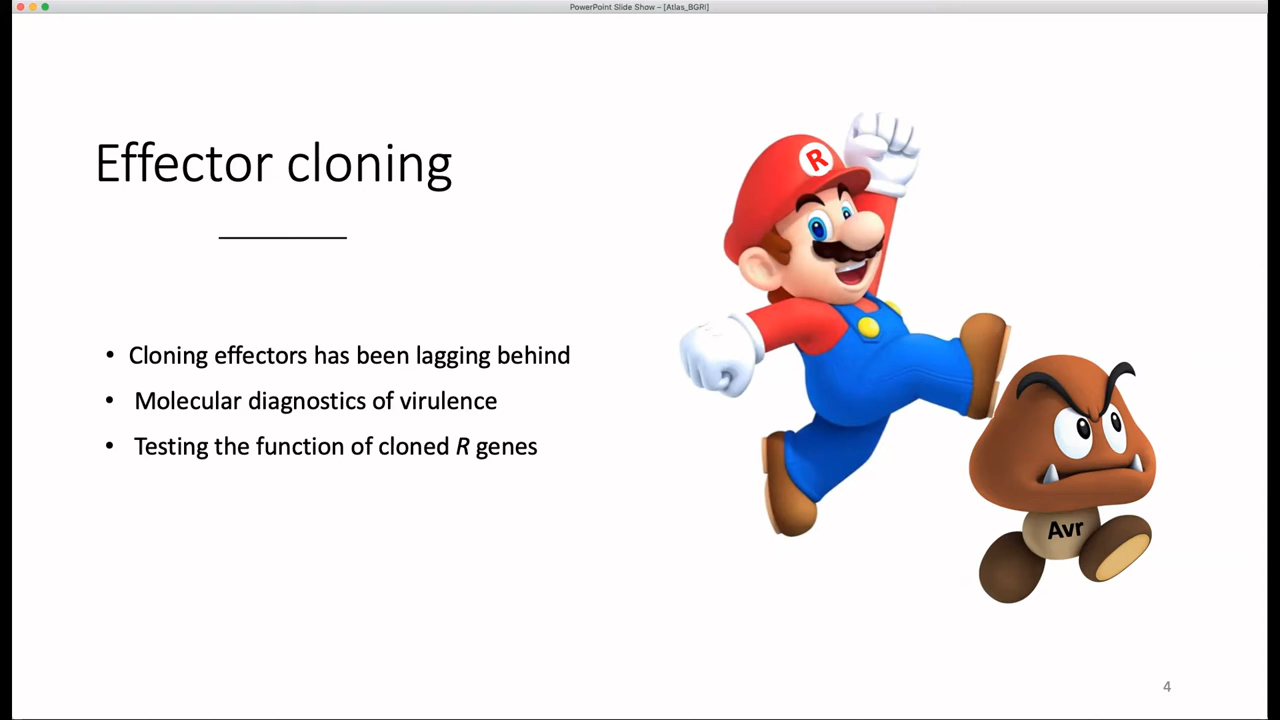 PowerPoint Slide Show – [Atlas_BGRI]
Effector cloning
• Cloning effectors has been lagging behind
• Molecular diagnostics of virulence
• Testing the function of cloned R genes
R
Avr
4